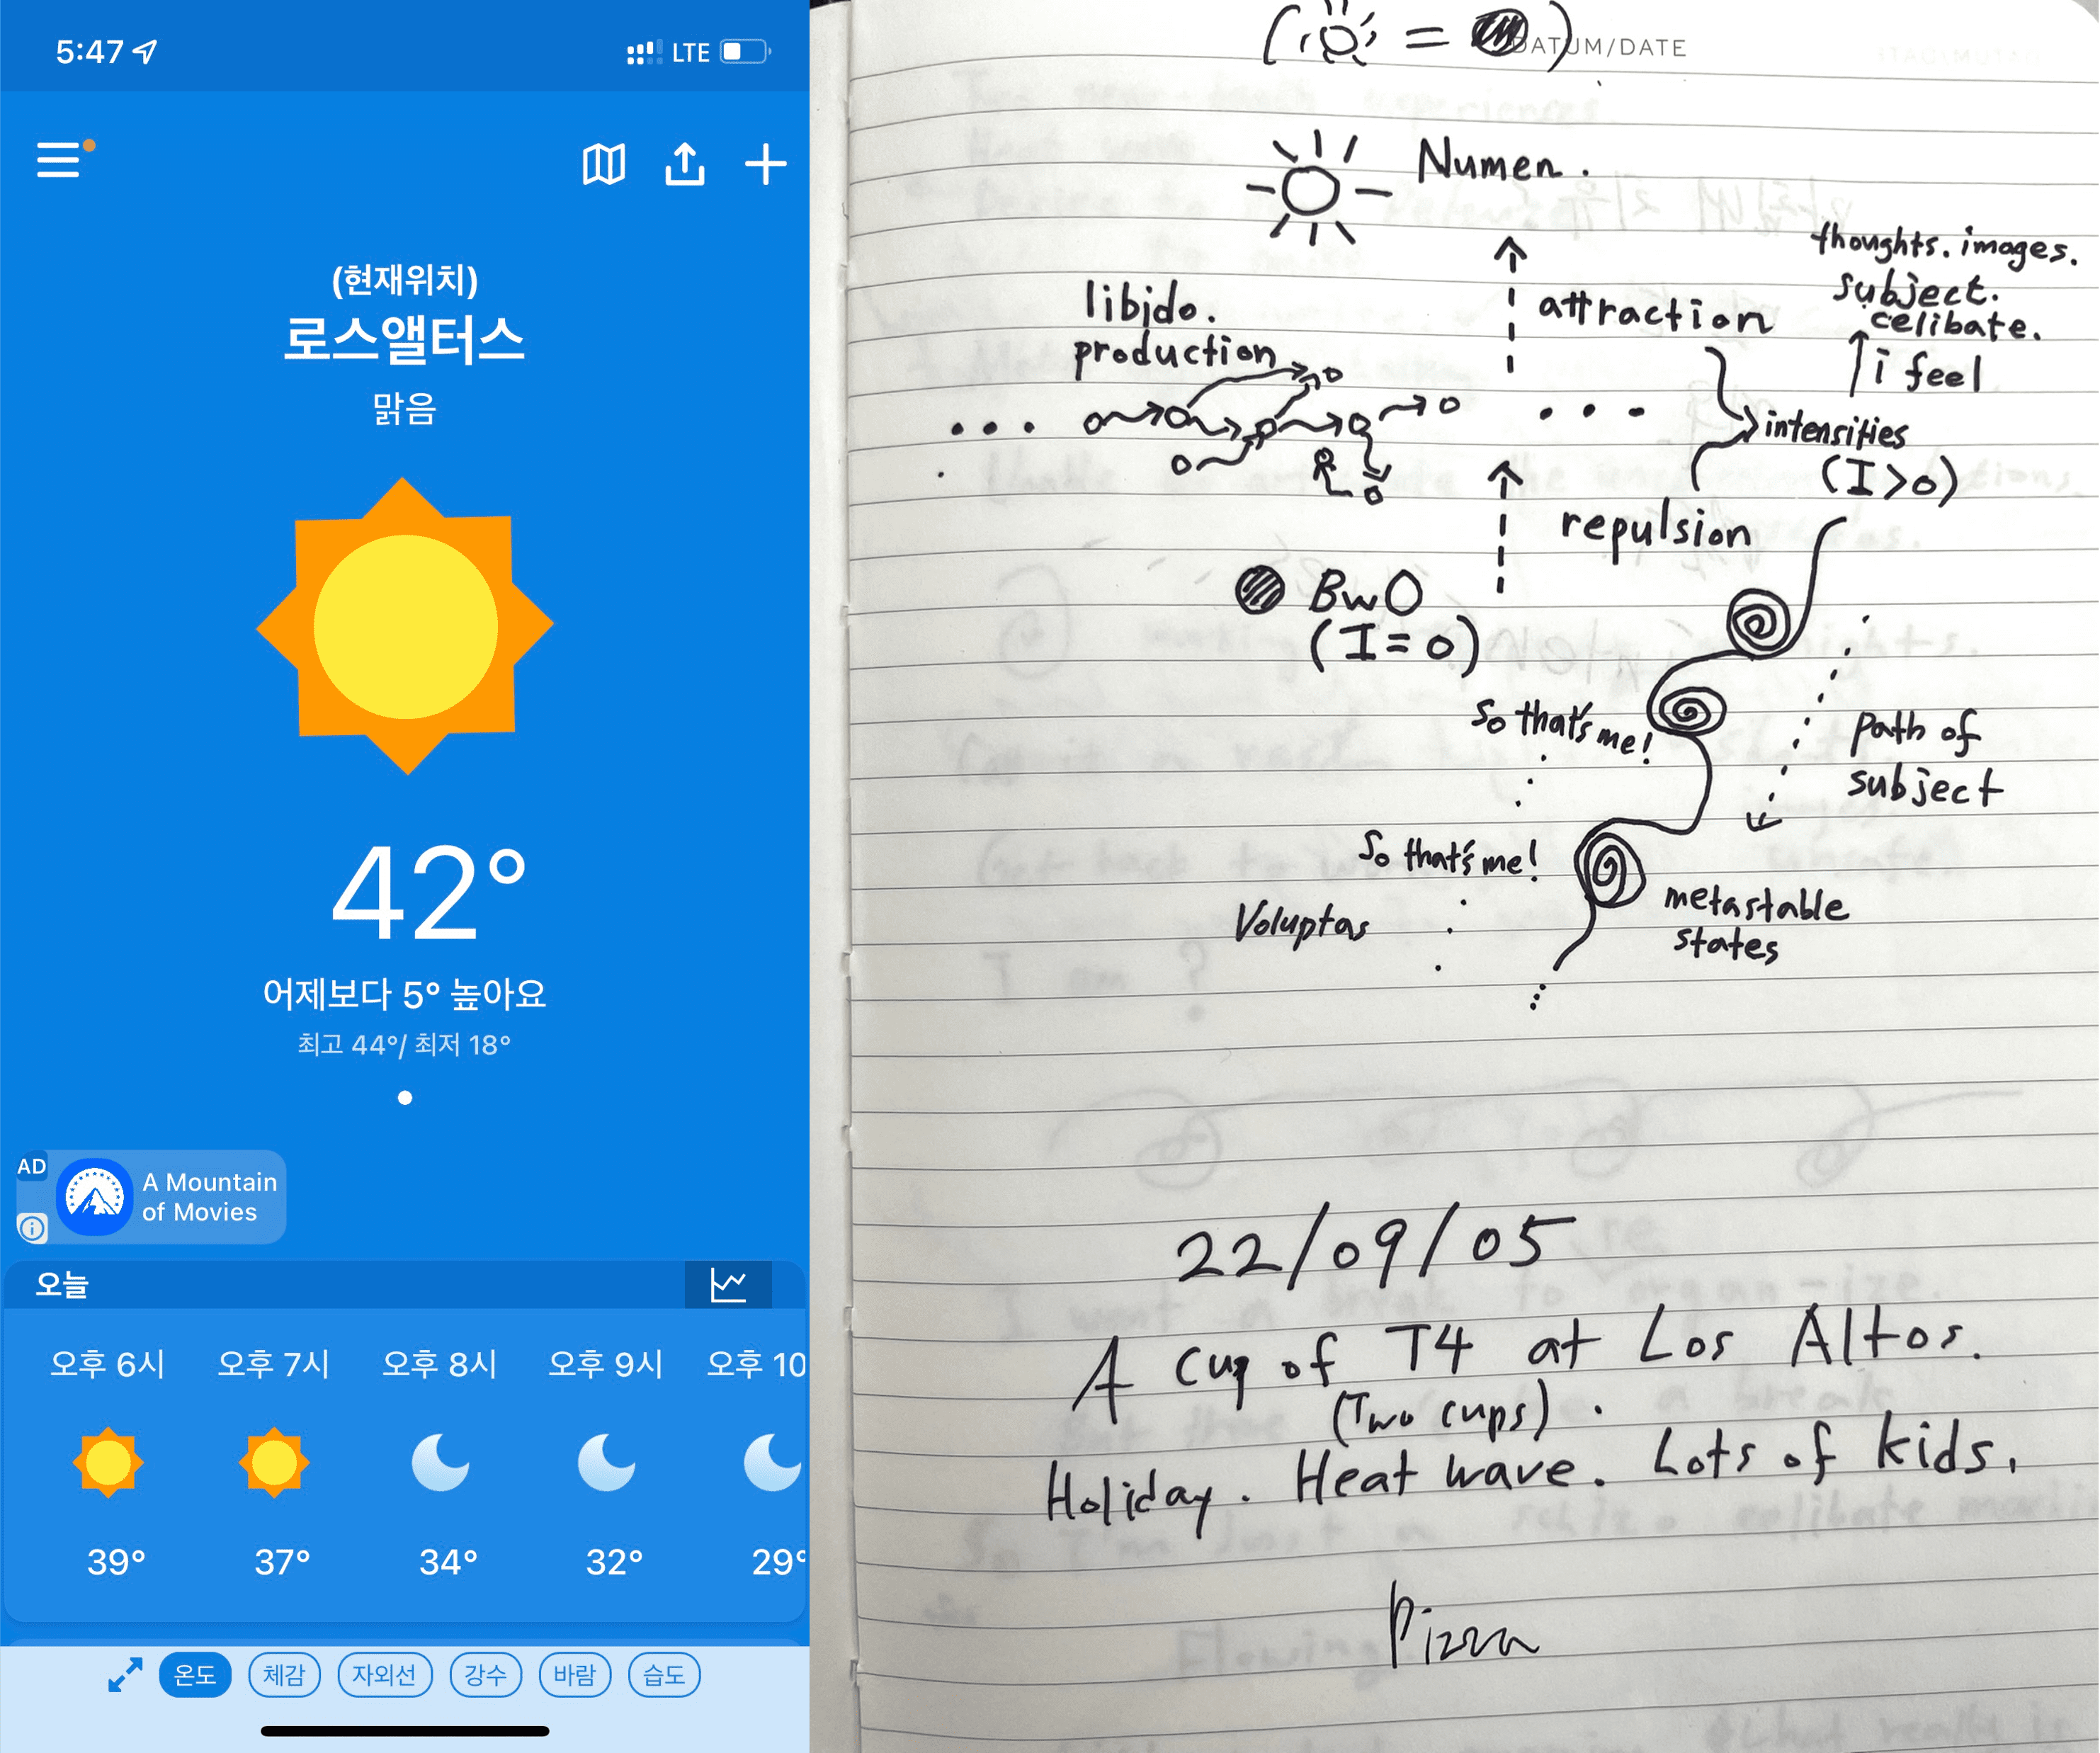 5:47
LTE
(현재위치)
로스앨터스
맑음
42°
어제보다 5° 높아요
최고 44°/ 최저 18°
AD
A Mountain
of Movies
오늘
오후 6시 오후 7시 오후 8시 오후 9시 오후 10
39° 37° 34° 32° 29°
온도 체감 자외선 강수 바람 습도
( = )
DATUM/DATE
Numen.
thoughts. images.
subject.
celibate.
i feel
libido.
production
attraction
intensities
(I>0)
repulsion
BwO
(I=0)
So that's me!
path of
subject
So that's me!
Voluptas
metastable
states
22/09/05
A cup of T4 at Los Altos.
(Two cups).
Holiday. Heat wave. Lots of kids.